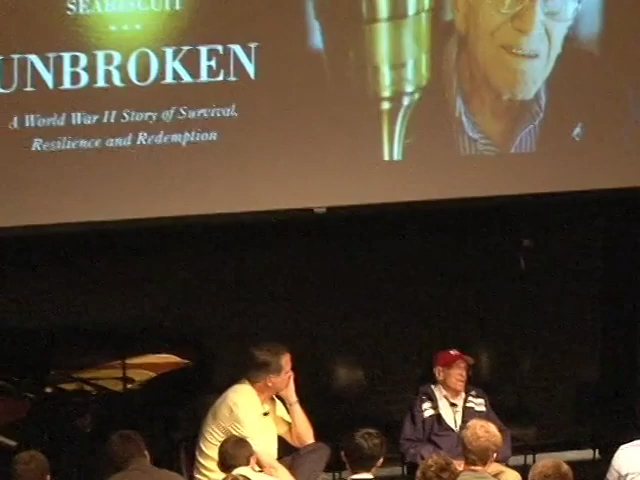 SEABISCUIT
UNBROKEN
A World War II Story of Survival,
Resilience and Redemption